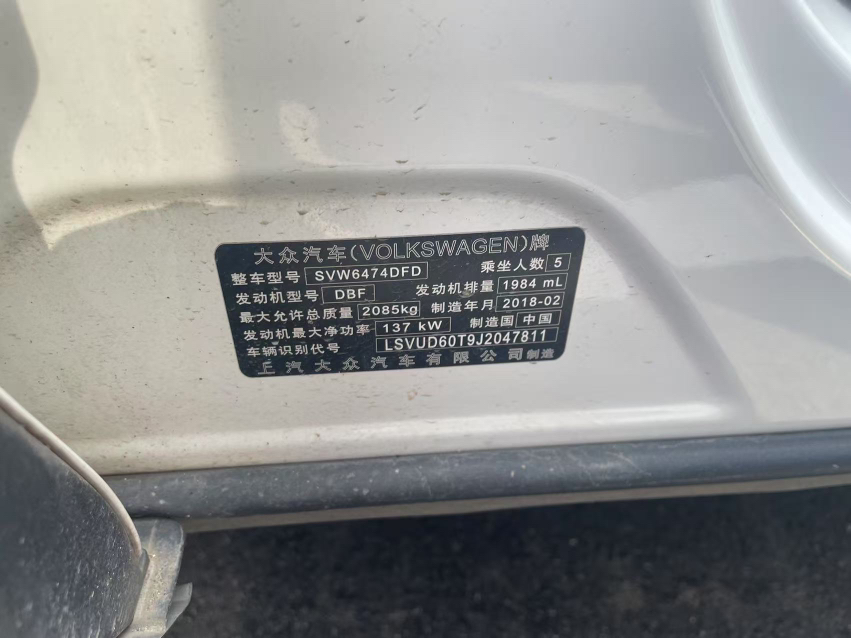 大众汽车(VOLKSWAGEN)牌
整车型号 SVW6474DFD 乘坐人数 5
发动机型号 DBF 发动机排量 1984 mL
最大允许总质量 2085kg 制造年月 2018-02
发动机最大净功率 137 kW 制造国 中国
车辆识别代号 LSVUD60T9J2047811
上汽大众汽车有限公司制造